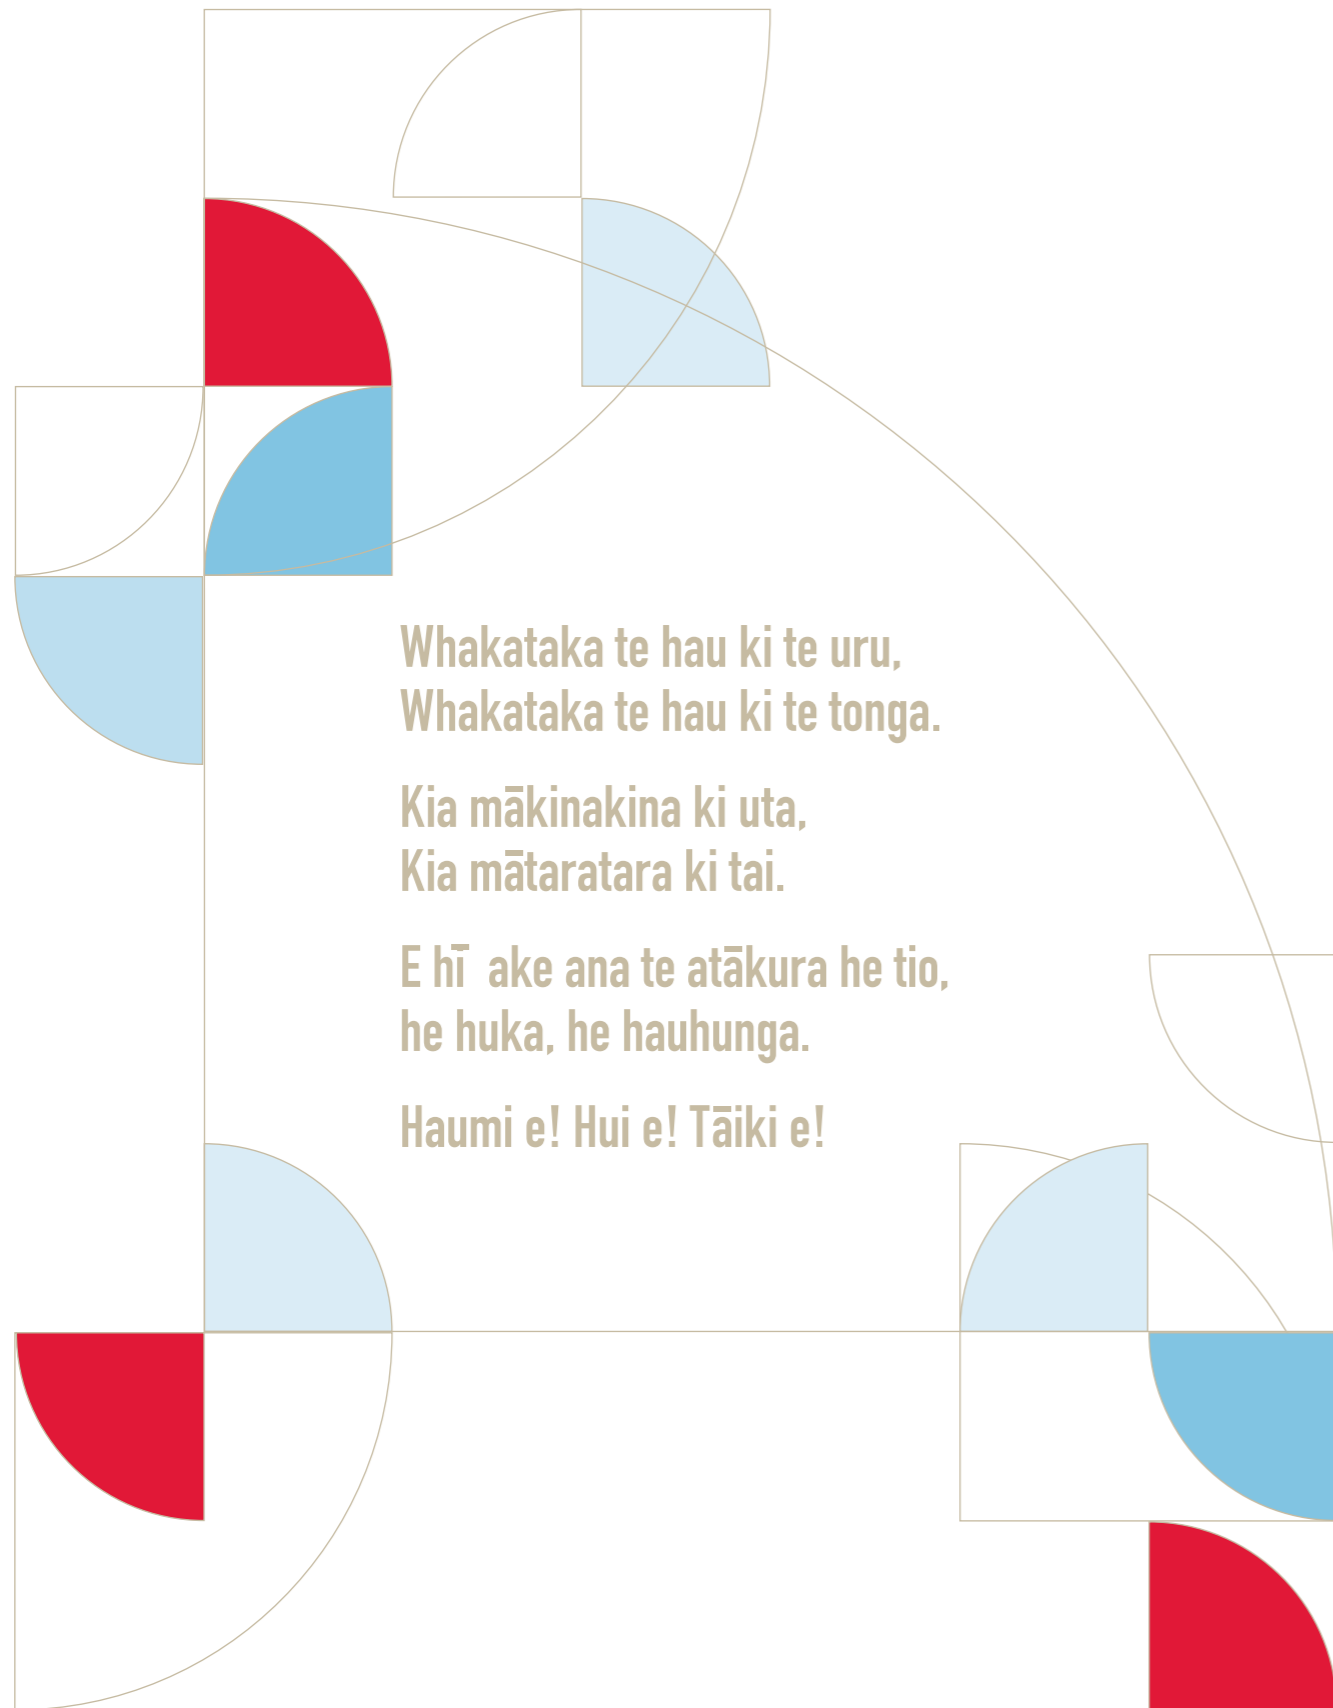 Whakataka te hau ki te uru,
Whakataka te hau ki te tonga.
Kia mākinakina ki uta,
Kia mātaratara ki tai.
E hī ake ana te atākura he tio,
he huka, he hauhunga.
Haumi e! Hui e! Tāiki e!